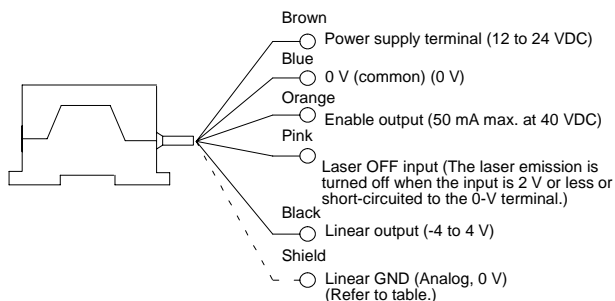 Brown
Power supply terminal (12 to 24 VDC)
Blue
0 V (common) (0 V)
Orange
Enable output (50 mA max. at 40 VDC)
Pink
Laser OFF input (The laser emission is
turned off when the input is 2 V or less or
short-circuited to the 0-V terminal.)
Black
Linear output (-4 to 4 V)
Shield
Linear GND (Analog, 0 V)
(Refer to table.)